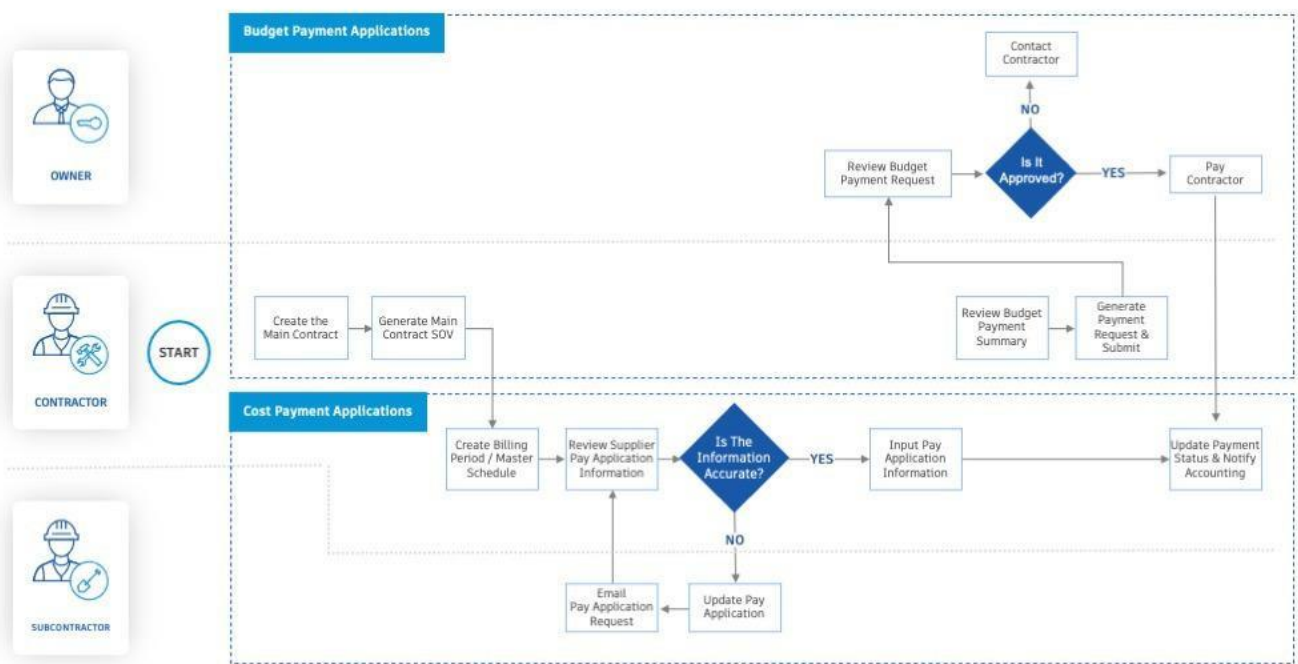 Budget Payment Applications
Contact
Contractor
NO
OWNER
Review Budget
Payment Request
Is It
Approved?
YES
Pay
Contractor
START
Create the
Main Contract
Generate Main
Contract SOV
Review Budget
Payment
Summary
Generate
Payment
Request &
Submit
CONTRACTOR
Cost Payment Applications
Create Billing
Period / Master
Schedule
Review Supplier
Pay Application
Information
Is The
Information
Accurate?
YES
Input Pay
Application
Information
Update Payment
Status & Notify
Accounting
NO
SUBCONTRACTOR
Email
Pay Application
Request
Update Pay
Application